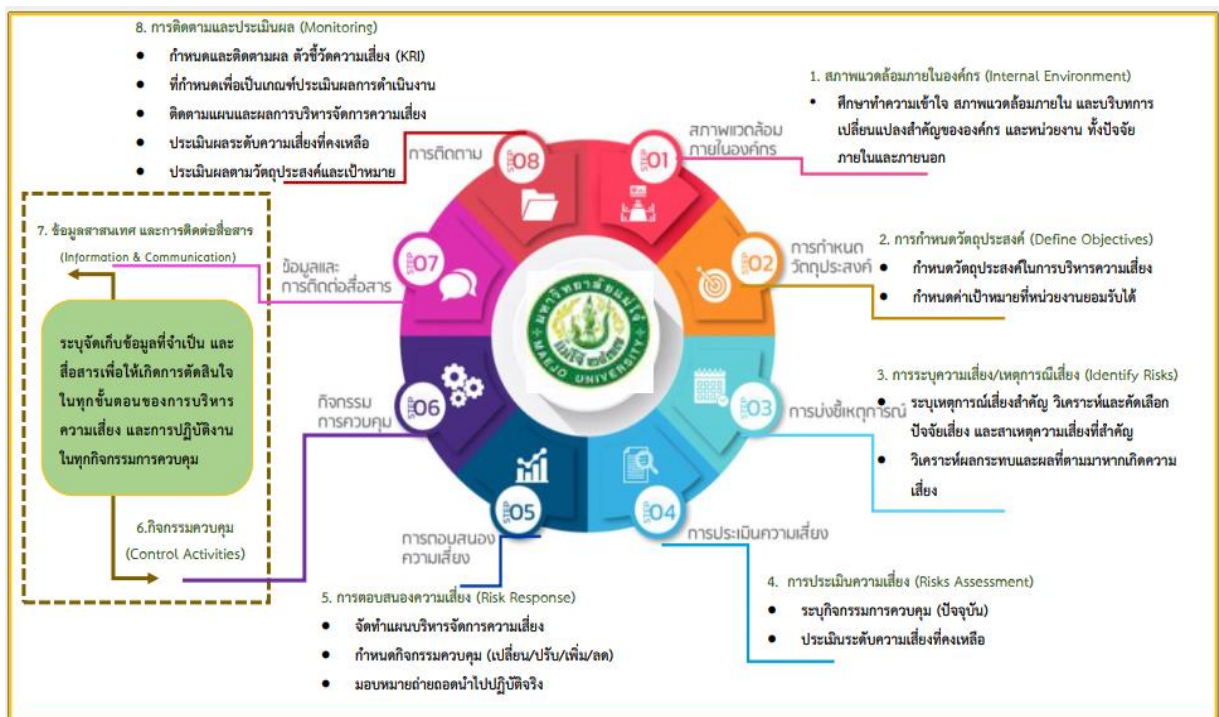 8. การติดตามและประเมินผล (Monitoring)
● กำหนดและติดตามผล ตัวชี้วัดความเสี่ยง (KRI)
● ที่กำหนดเพื่อเป็นเกณฑ์ประเมินผลการดำเนินงาน
● ติดตามแผนและผลการบริหารจัดการความเสี่ยง
● ประเมินผลระดับความเสี่ยงที่คงเหลือ
● ประเมินผลตามวัตถุประสงค์และเป้าหมาย
การติดตาม
STEP 08
1. สภาพแวดล้อมภายในองค์กร (Internal Environment)
• ศึกษาทำความเข้าใจ สภาพแวดล้อมภายใน และบริบทการ
เปลี่ยนแปลงสำคัญขององค์กร และหน่วยงาน ทั้งปัจจัย
ภายในและภายนอก
สภาพแวดล้อม
ภายในองค์กร
STEP 01
2. การกำหนดวัตถุประสงค์ (Define Objectives)
● กำหนดวัตถุประสงค์ในการบริหารความเสี่ยง
● กำหนดค่าเป้าหมายที่หน่วยงานยอมรับได้
การกำหนด
วัตถุประสงค์
STEP 02
3. การระบุความเสี่ยง/เหตุการณ์เสี่ยง (Identify Risks)
● ระบุเหตุการณ์เสี่ยงสำคัญ วิเคราะห์และคัดเลือก
ปัจจัยเสี่ยง และสาเหตุความเสี่ยงที่สำคัญ
● วิเคราะห์ผลกระทบและผลที่ตามมาหากเกิดความ
เสี่ยง
การบ่งชี้เหตุการณ์
STEP 03
4. การประเมินความเสี่ยง (Risks Assessment)
● ระบุกิจกรรมการควบคุม (ปัจจุบัน)
● ประเมินระดับความเสี่ยงที่คงเหลือ
การประเมินความเสี่ยง
STEP 04
5. การตอบสนองความเสี่ยง (Risk Response)
● จัดทำแผนบริหารจัดการความเสี่ยง
● กำหนดกิจกรรมควบคุม (เปลี่ยน/ปรับ/เพิ่ม/ลด)
● มอบหมายถ่ายถอดนำไปปฏิบัติจริง
การตอบสนอง
ความเสี่ยง
STEP 05
6.กิจกรรมควบคุม
(Control Activities)
กิจกรรม
การควบคุม
STEP 06
7. ข้อมูลสาสนเทศ และการติดต่อสื่อสาร
(Information & Communication)
ข้อมูลและ
การติดต่อสื่อสาร
STEP 07
ระบุจัดเก็บข้อมูลที่จำเป็น และ
สื่อสารเพื่อให้เกิดการตัดสินใจ
ในทุกขั้นตอนของการบริหาร
ความเสี่ยง และการปฏิบัติงาน
ในทุกกิจกรรมการควบคุม
มหาวิทยาลัยแม่โจ้
แม่โจ้ ๒๔๗๗
MAEJO UNIVERSITY